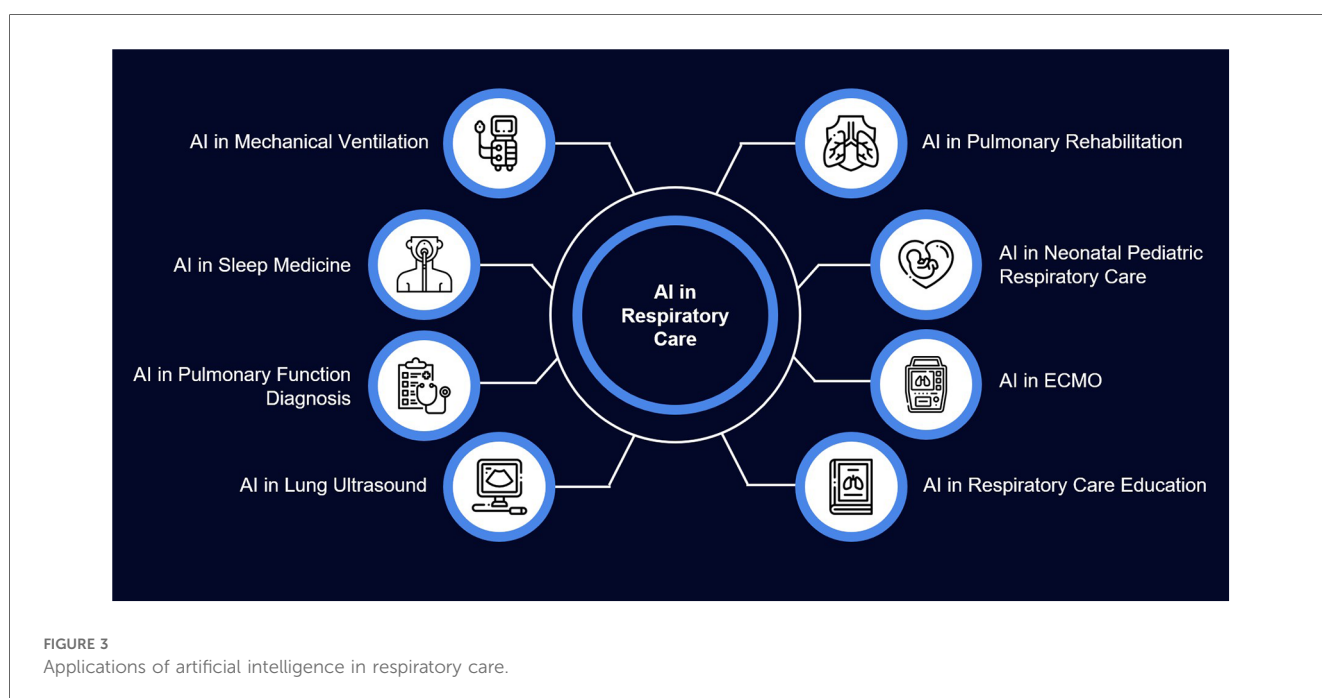 AI in Mechanical Ventilation
AI in Sleep Medicine
AI in Pulmonary Function
Diagnosis
AI in Lung Ultrasound
AI in
Respiratory
Care
AI in Pulmonary Rehabilitation
AI in Neonatal Pediatric
Respiratory Care
AI in ECMO
AI in Respiratory Care Education
FIGURE 3
Applications of artificial intelligence in respiratory care.